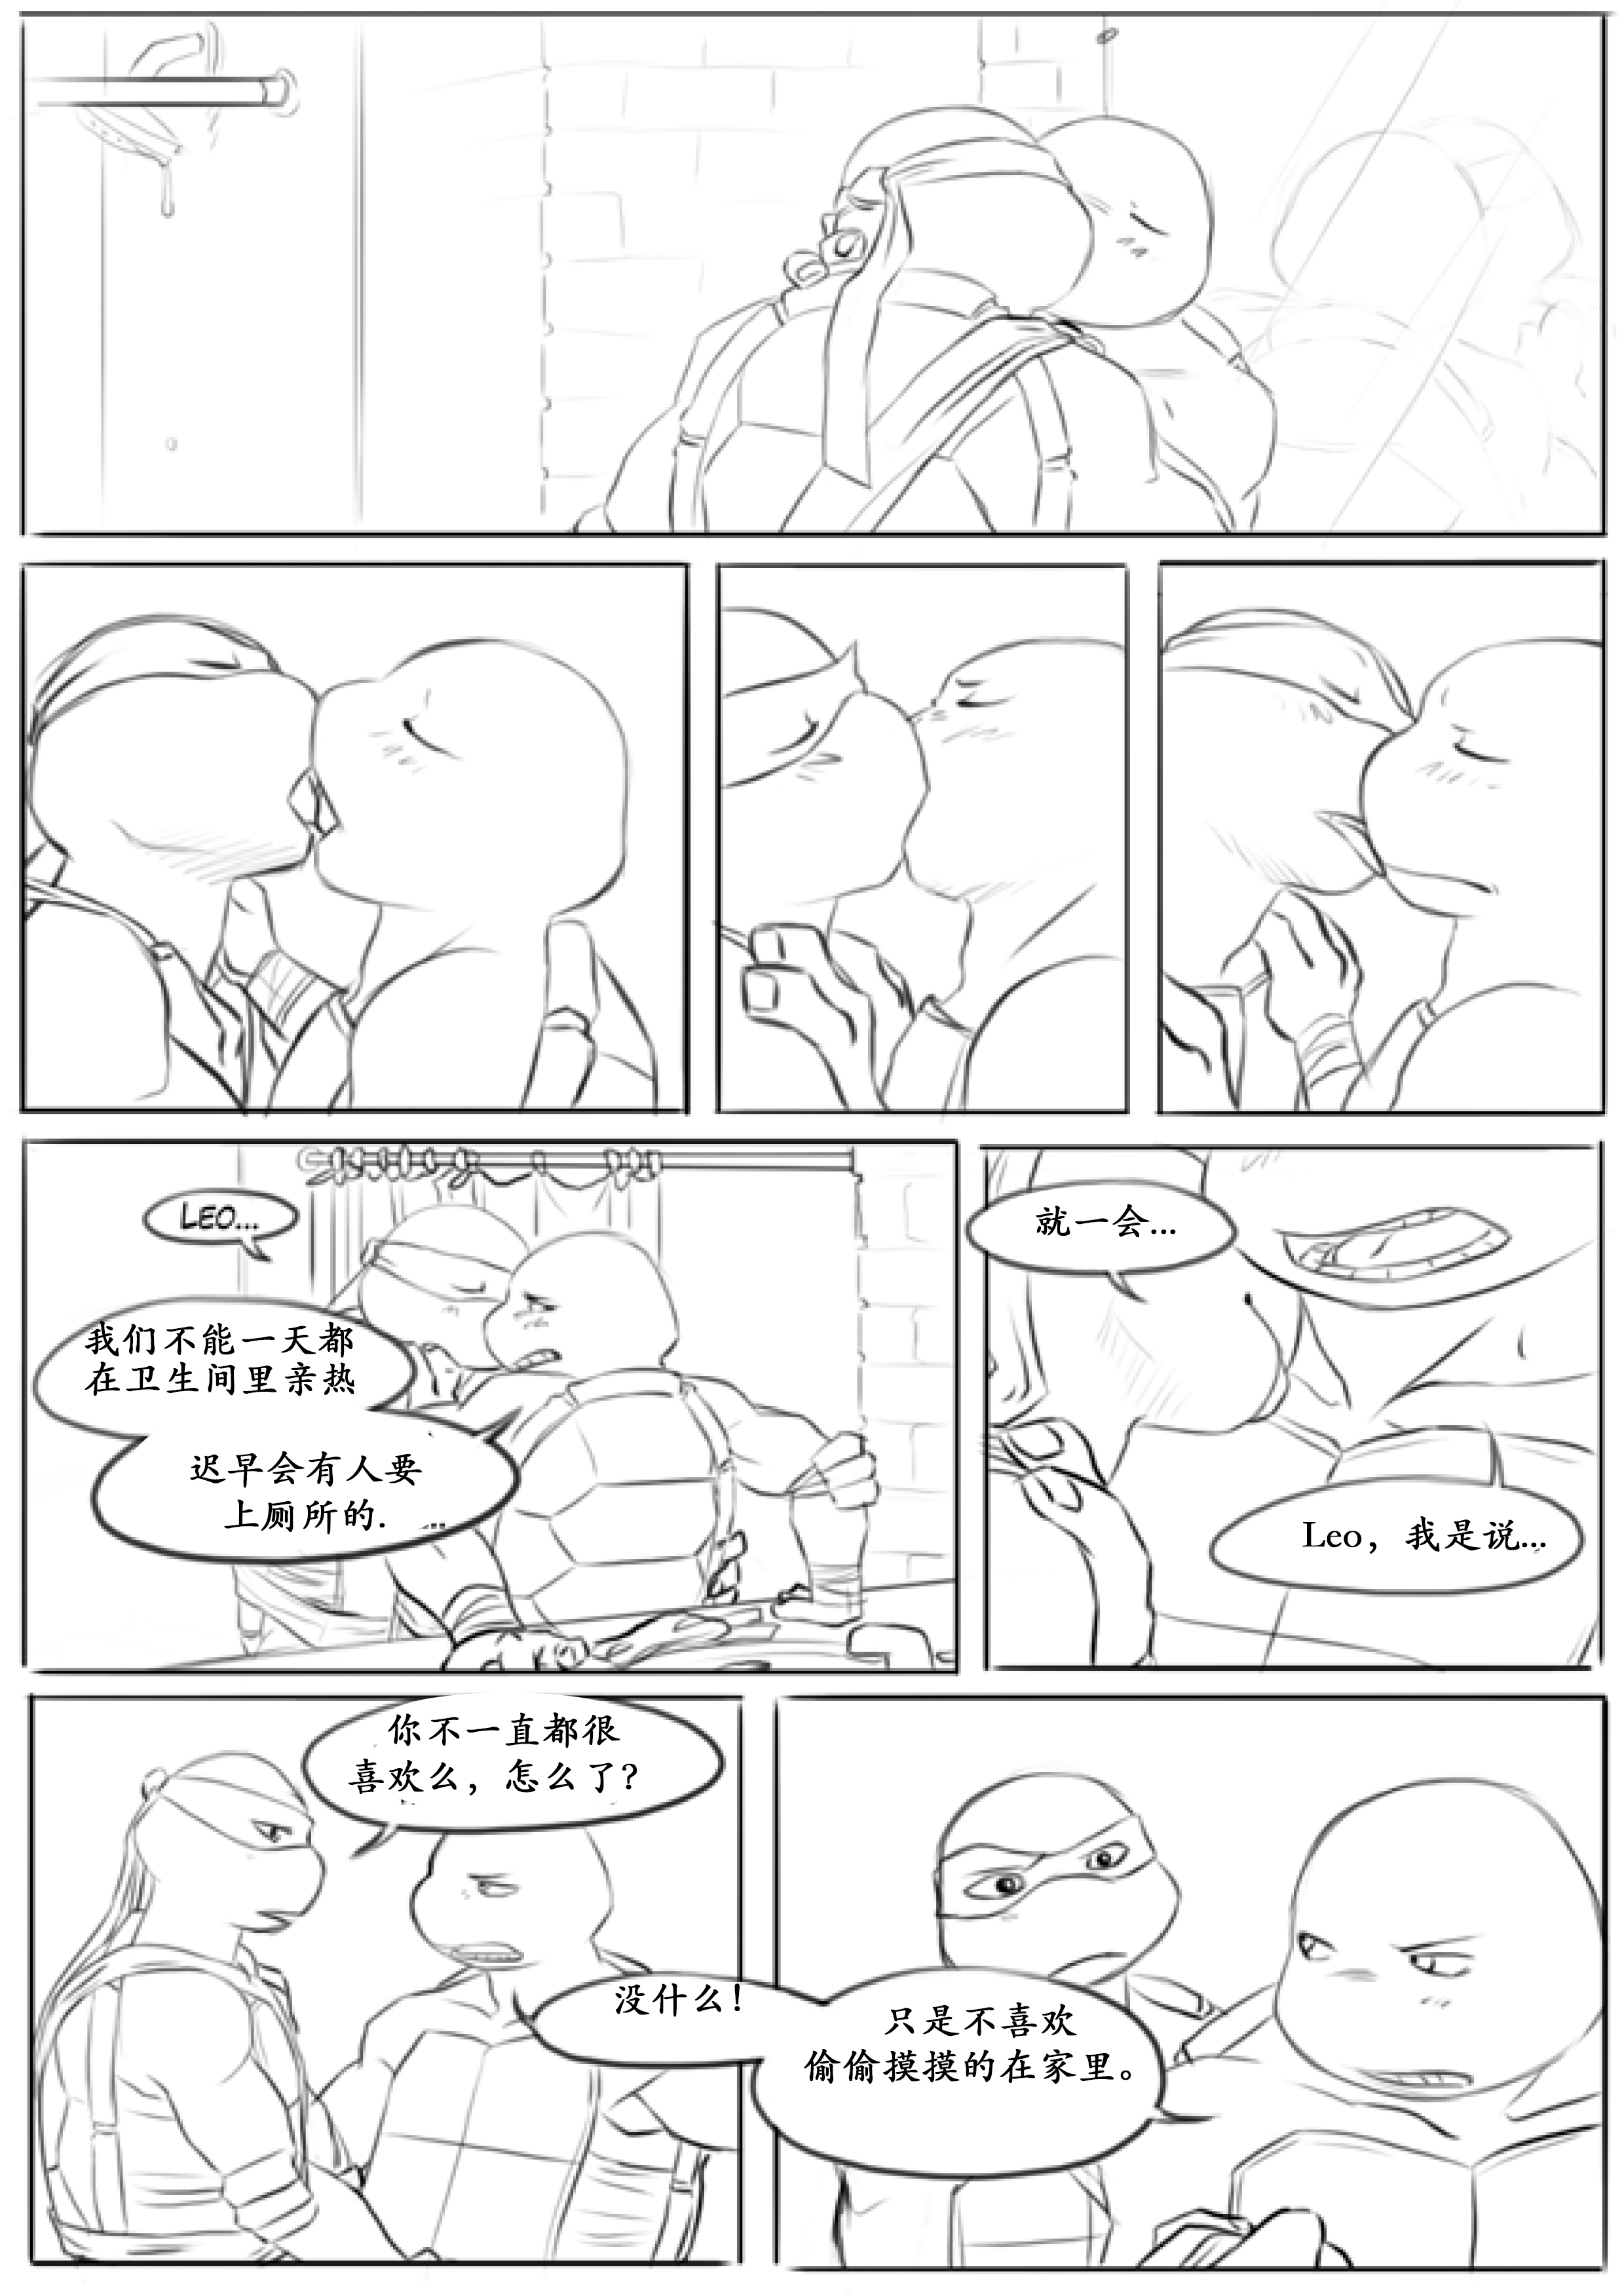 LEO...
我们不能一天都
在卫生间里亲热
迟早会有人要
上厕所的. ...
就一会...
Leo，我是说...
你不一直都很
喜欢么，怎么了？
没什么！
只是不喜欢
偷偷摸摸的在家里。